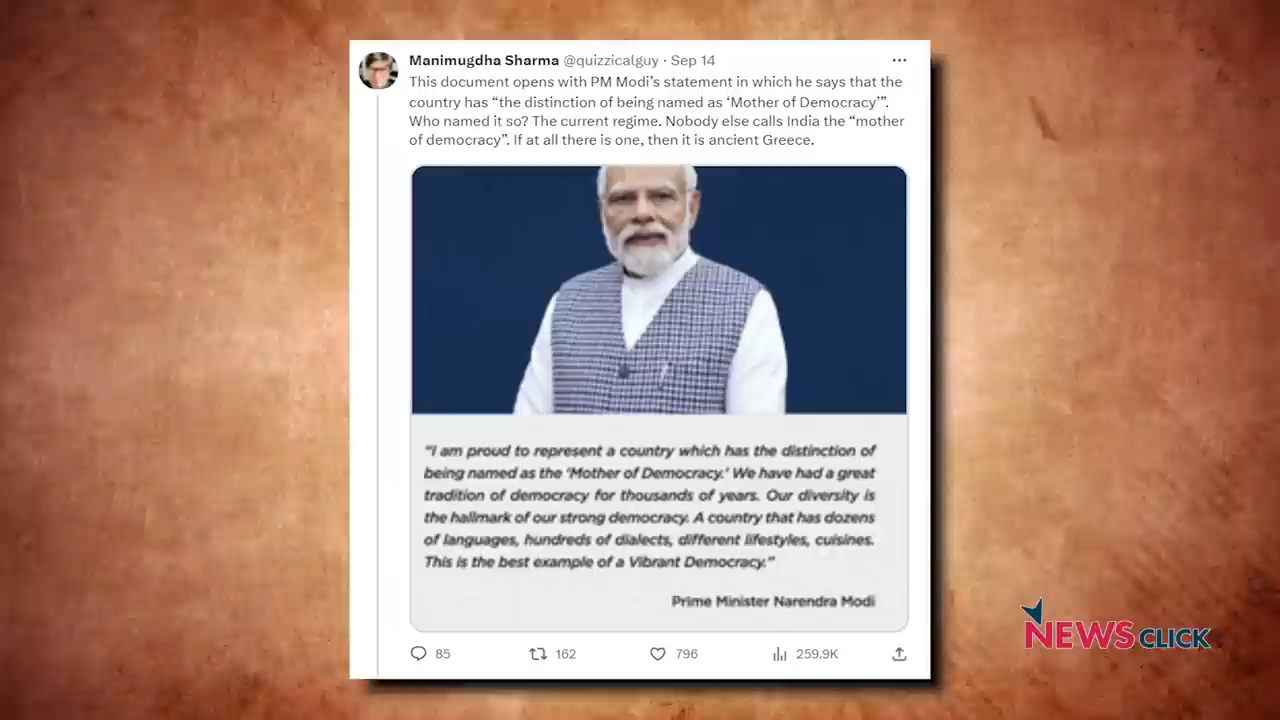 Manimugdha Sharma @quizzicalguy · Sep 14
This document opens with PM Modi's statement in which he says that the
country has “the distinction of being named as ‘Mother of Democracy’”.
Who named it so? The current regime. Nobody else calls India the “mother
of democracy”. If at all there is one, then it is ancient Greece.
“I am proud to represent a country which has the distinction of
being named as the ‘Mother of Democracy.’ We have had a great
tradition of democracy for thousands of years. Our diversity is
the hallmark of our strong democracy. A country that has dozens
of languages, hundreds of dialects, different lifestyles, cuisines.
This is the best example of a Vibrant Democracy.”
Prime Minister Narendra Modi
85 162 796 259.9K
NEWSCLICK